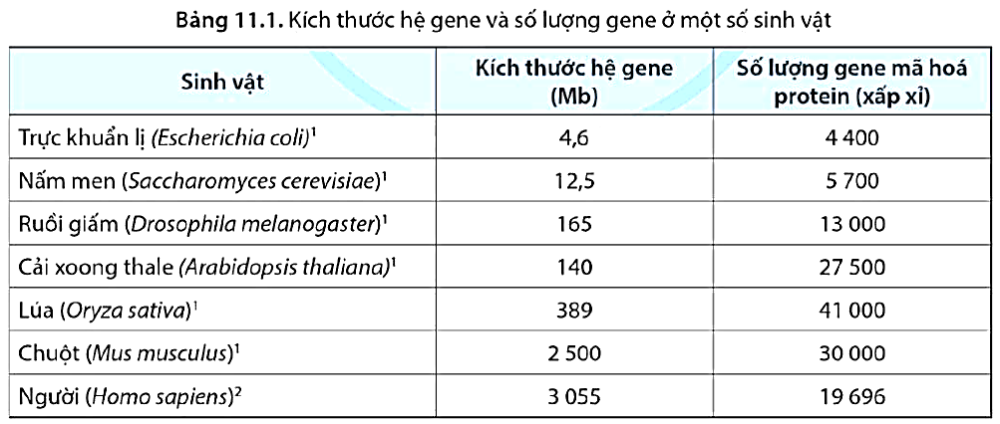 Bảng 11.1. Kích thước hệ gene và số lượng gene ở một số sinh vật
Sinh vật
Kích thước hệ gene
(Mb)
Số lượng gene mã hoá
protein (xấp xỉ)
Trực khuẩn lị (Escherichia coli)¹ 4,6 4 400
Nấm men (Saccharomyces cerevisiae)¹ 12,5 5 700
Ruồi giấm (Drosophila melanogaster)¹ 165 13 000
Cải xoong thale (Arabidopsis thaliana)¹ 140 27 500
Lúa (Oryza sativa)¹ 389 41 000
Chuột (Mus musculus)¹ 2 500 30 000
Người (Homo sapiens)² 3 055 19 696